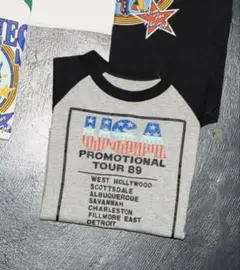 USA
PROMOTIONAL
TOUR 89
WEST HOLLYWOOD
SCOTTSDALE
ALBUQUERQUE
SAVANNAH
CHARLESTON
FILLMORE EAST
DETROIT